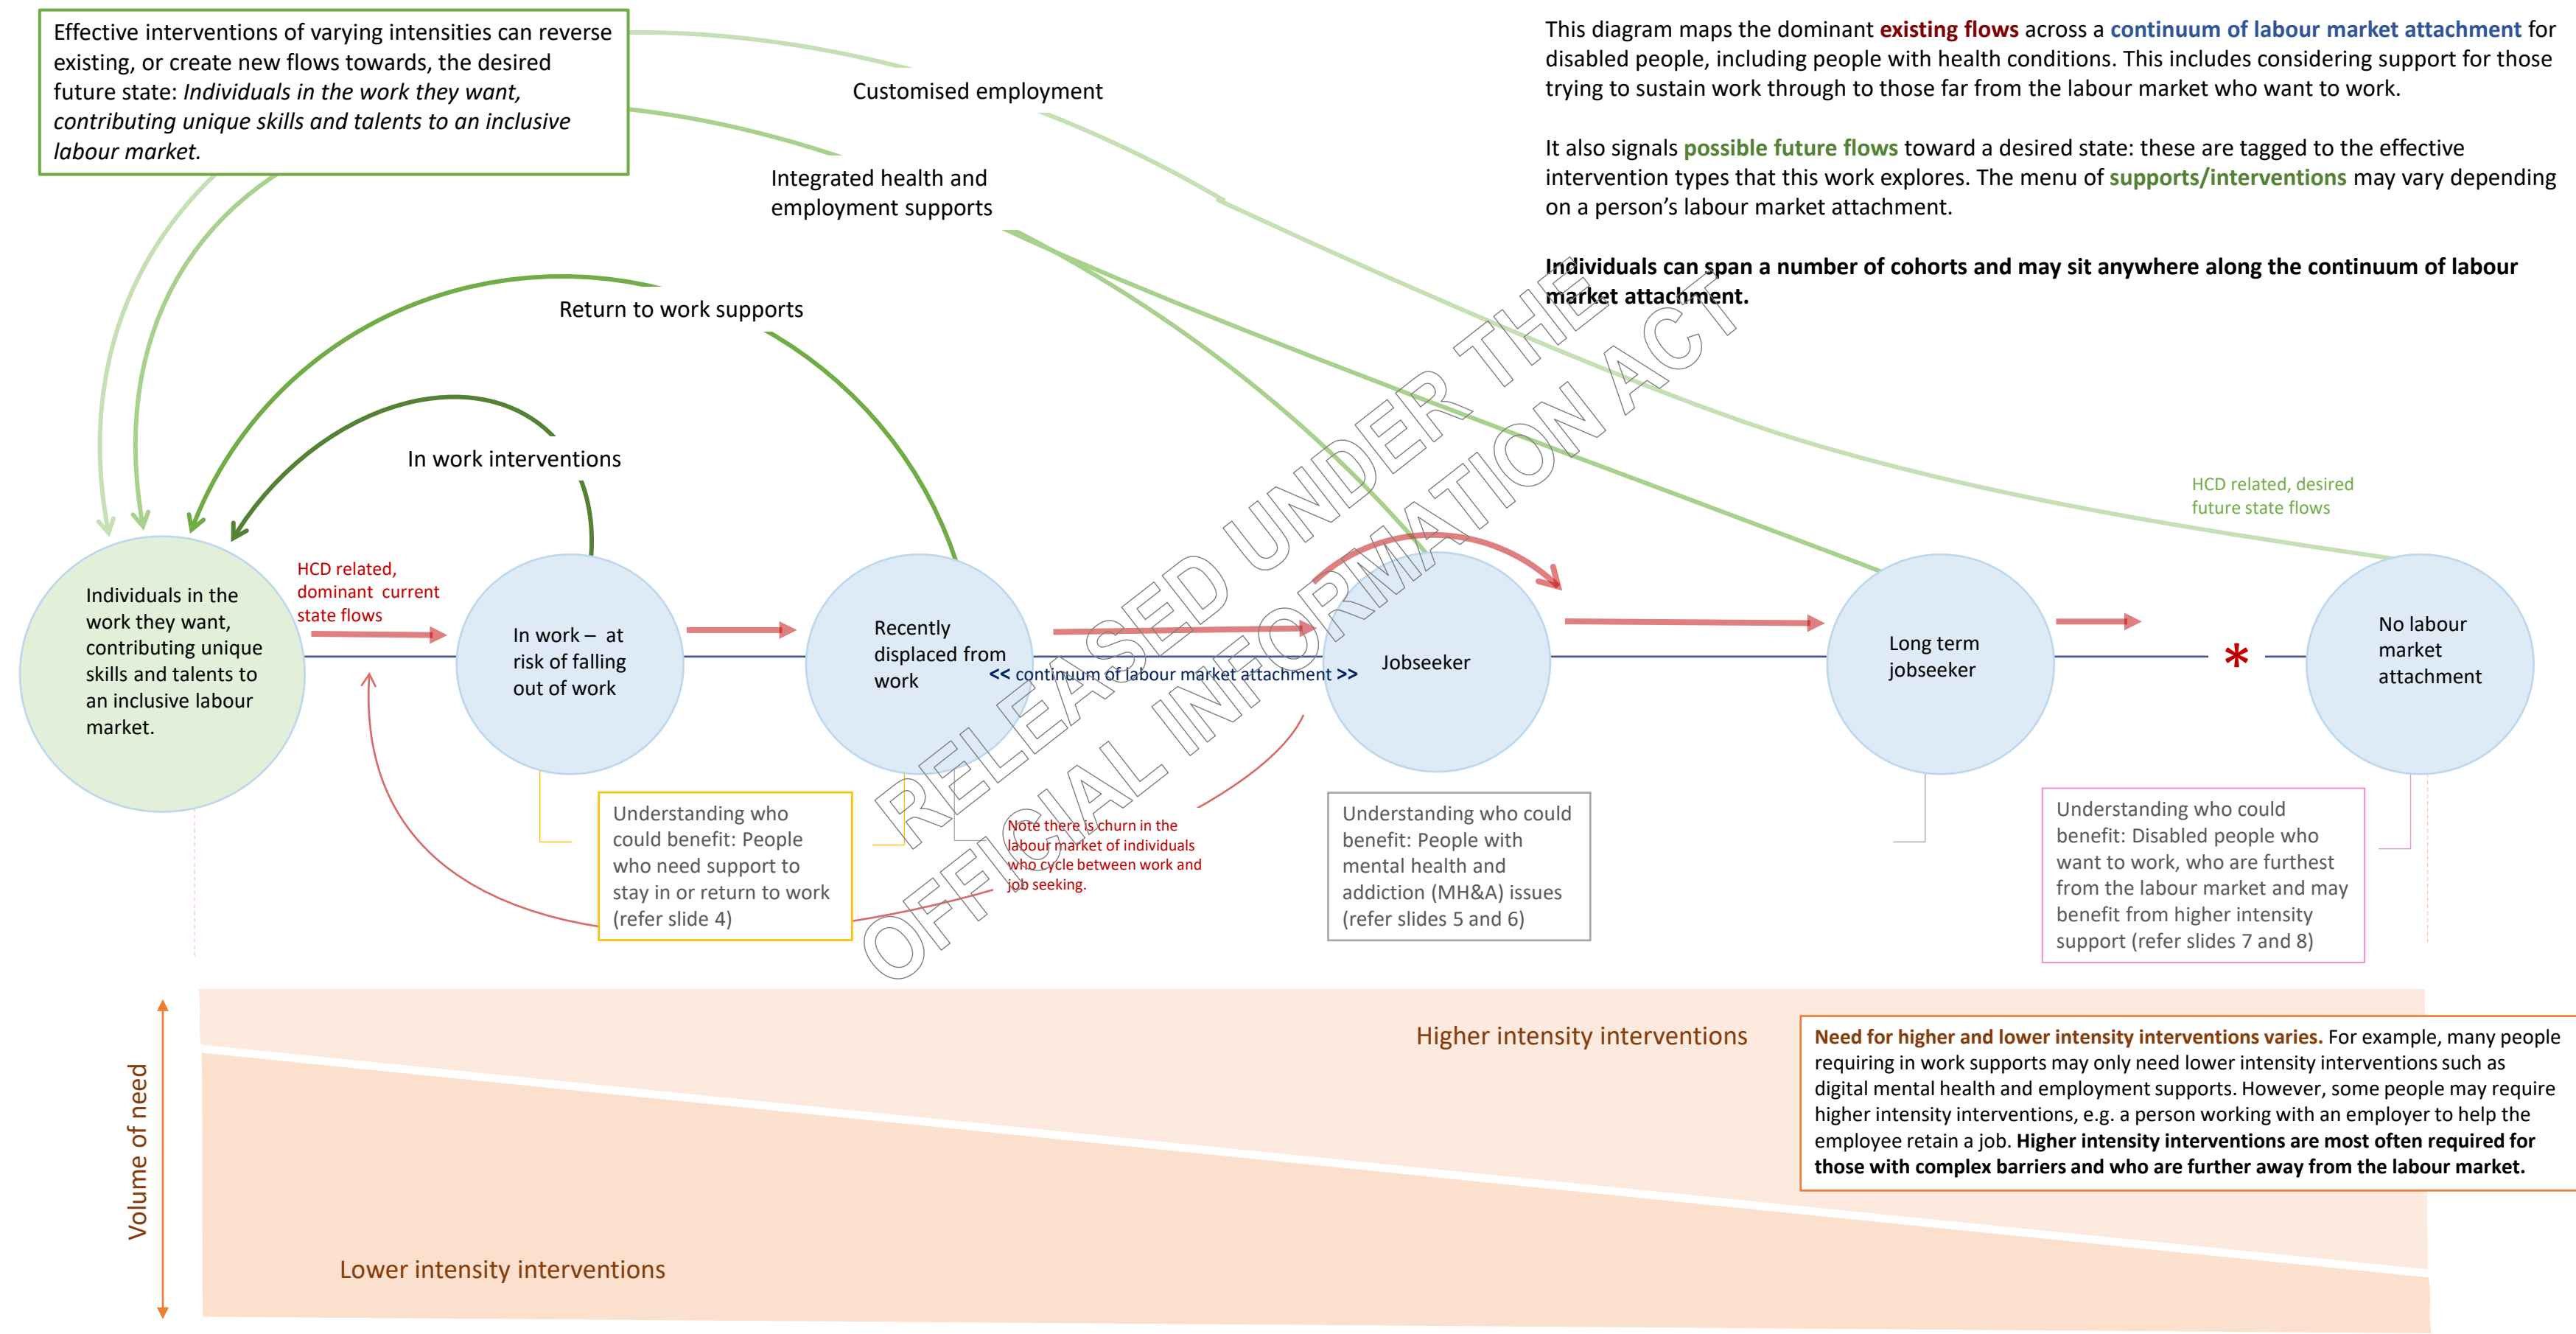 Effective interventions of varying intensities can reverse
existing, or create new flows towards, the desired
future state: Individuals in the work they want,
contributing unique skills and talents to an inclusive
labour market.
This diagram maps the dominant existing flows across a continuum of labour market attachment for
disabled people, including people with health conditions. This includes considering support for those
trying to sustain work through to those far from the labour market who want to work.
It also signals possible future flows toward a desired state: these are tagged to the effective
intervention types that this work explores. The menu of supports/interventions may vary depending
on a person's labour market attachment.
Individuals can span a number of cohorts and may sit anywhere along the continuum of labour
market attachment.
Customised employment
Integrated health and
employment supports
Return to work supports
In work interventions
HCD related, desired
future state flows
HCD related,
dominant current
state flows
Individuals in the
work they want,
contributing unique
skills and talents to
an inclusive labour
market.
In work – at
risk of falling
out of work
Recently
displaced from
work
<< continuum of labour market attachment >>
Jobseeker
Long term
jobseeker
*
No labour
market
attachment
Understanding who
could benefit: People
who need support to
stay in or return to work
(refer slide 4)
Note there is churn in the
labour market of individuals
who cycle between work and
job seeking.
Understanding who could
benefit: People with
mental health and
addiction (MH&A) issues
(refer slides 5 and 6)
Understanding who could
benefit: Disabled people who
want to work, who are furthest
from the labour market and may
benefit from higher intensity
support (refer slides 7 and 8)
RELEASED UNDER THE
OFFICIAL INFORMATION ACT
Volume of need
Higher intensity interventions
Lower intensity interventions
Need for higher and lower intensity interventions varies. For example, many people
requiring in work supports may only need lower intensity interventions such as
digital mental health and employment supports. However, some people may require
higher intensity interventions, e.g. a person working with an employer to help the
employee retain a job. Higher intensity interventions are most often required for
those with complex barriers and who are further away from the labour market.